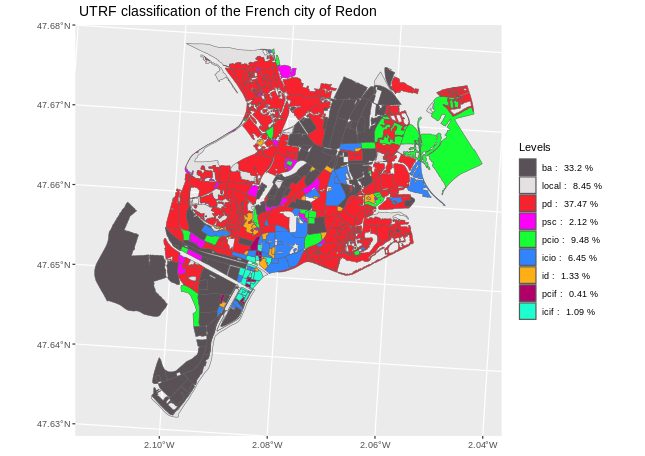 UTRF classification of the French city of Redon
47.68°N
47.67°N
47.66°N
47.65°N
47.64°N
47.63°N
2.10°W
2.08°W
2.06°W
2.04°W
Levels
ba : 33.2 %
local : 8.45 %
pd : 37.47 %
psc : 2.12 %
pcio : 9.48 %
icio : 6.45 %
id : 1.33 %
pcif : 0.41 %
icif : 1.09 %